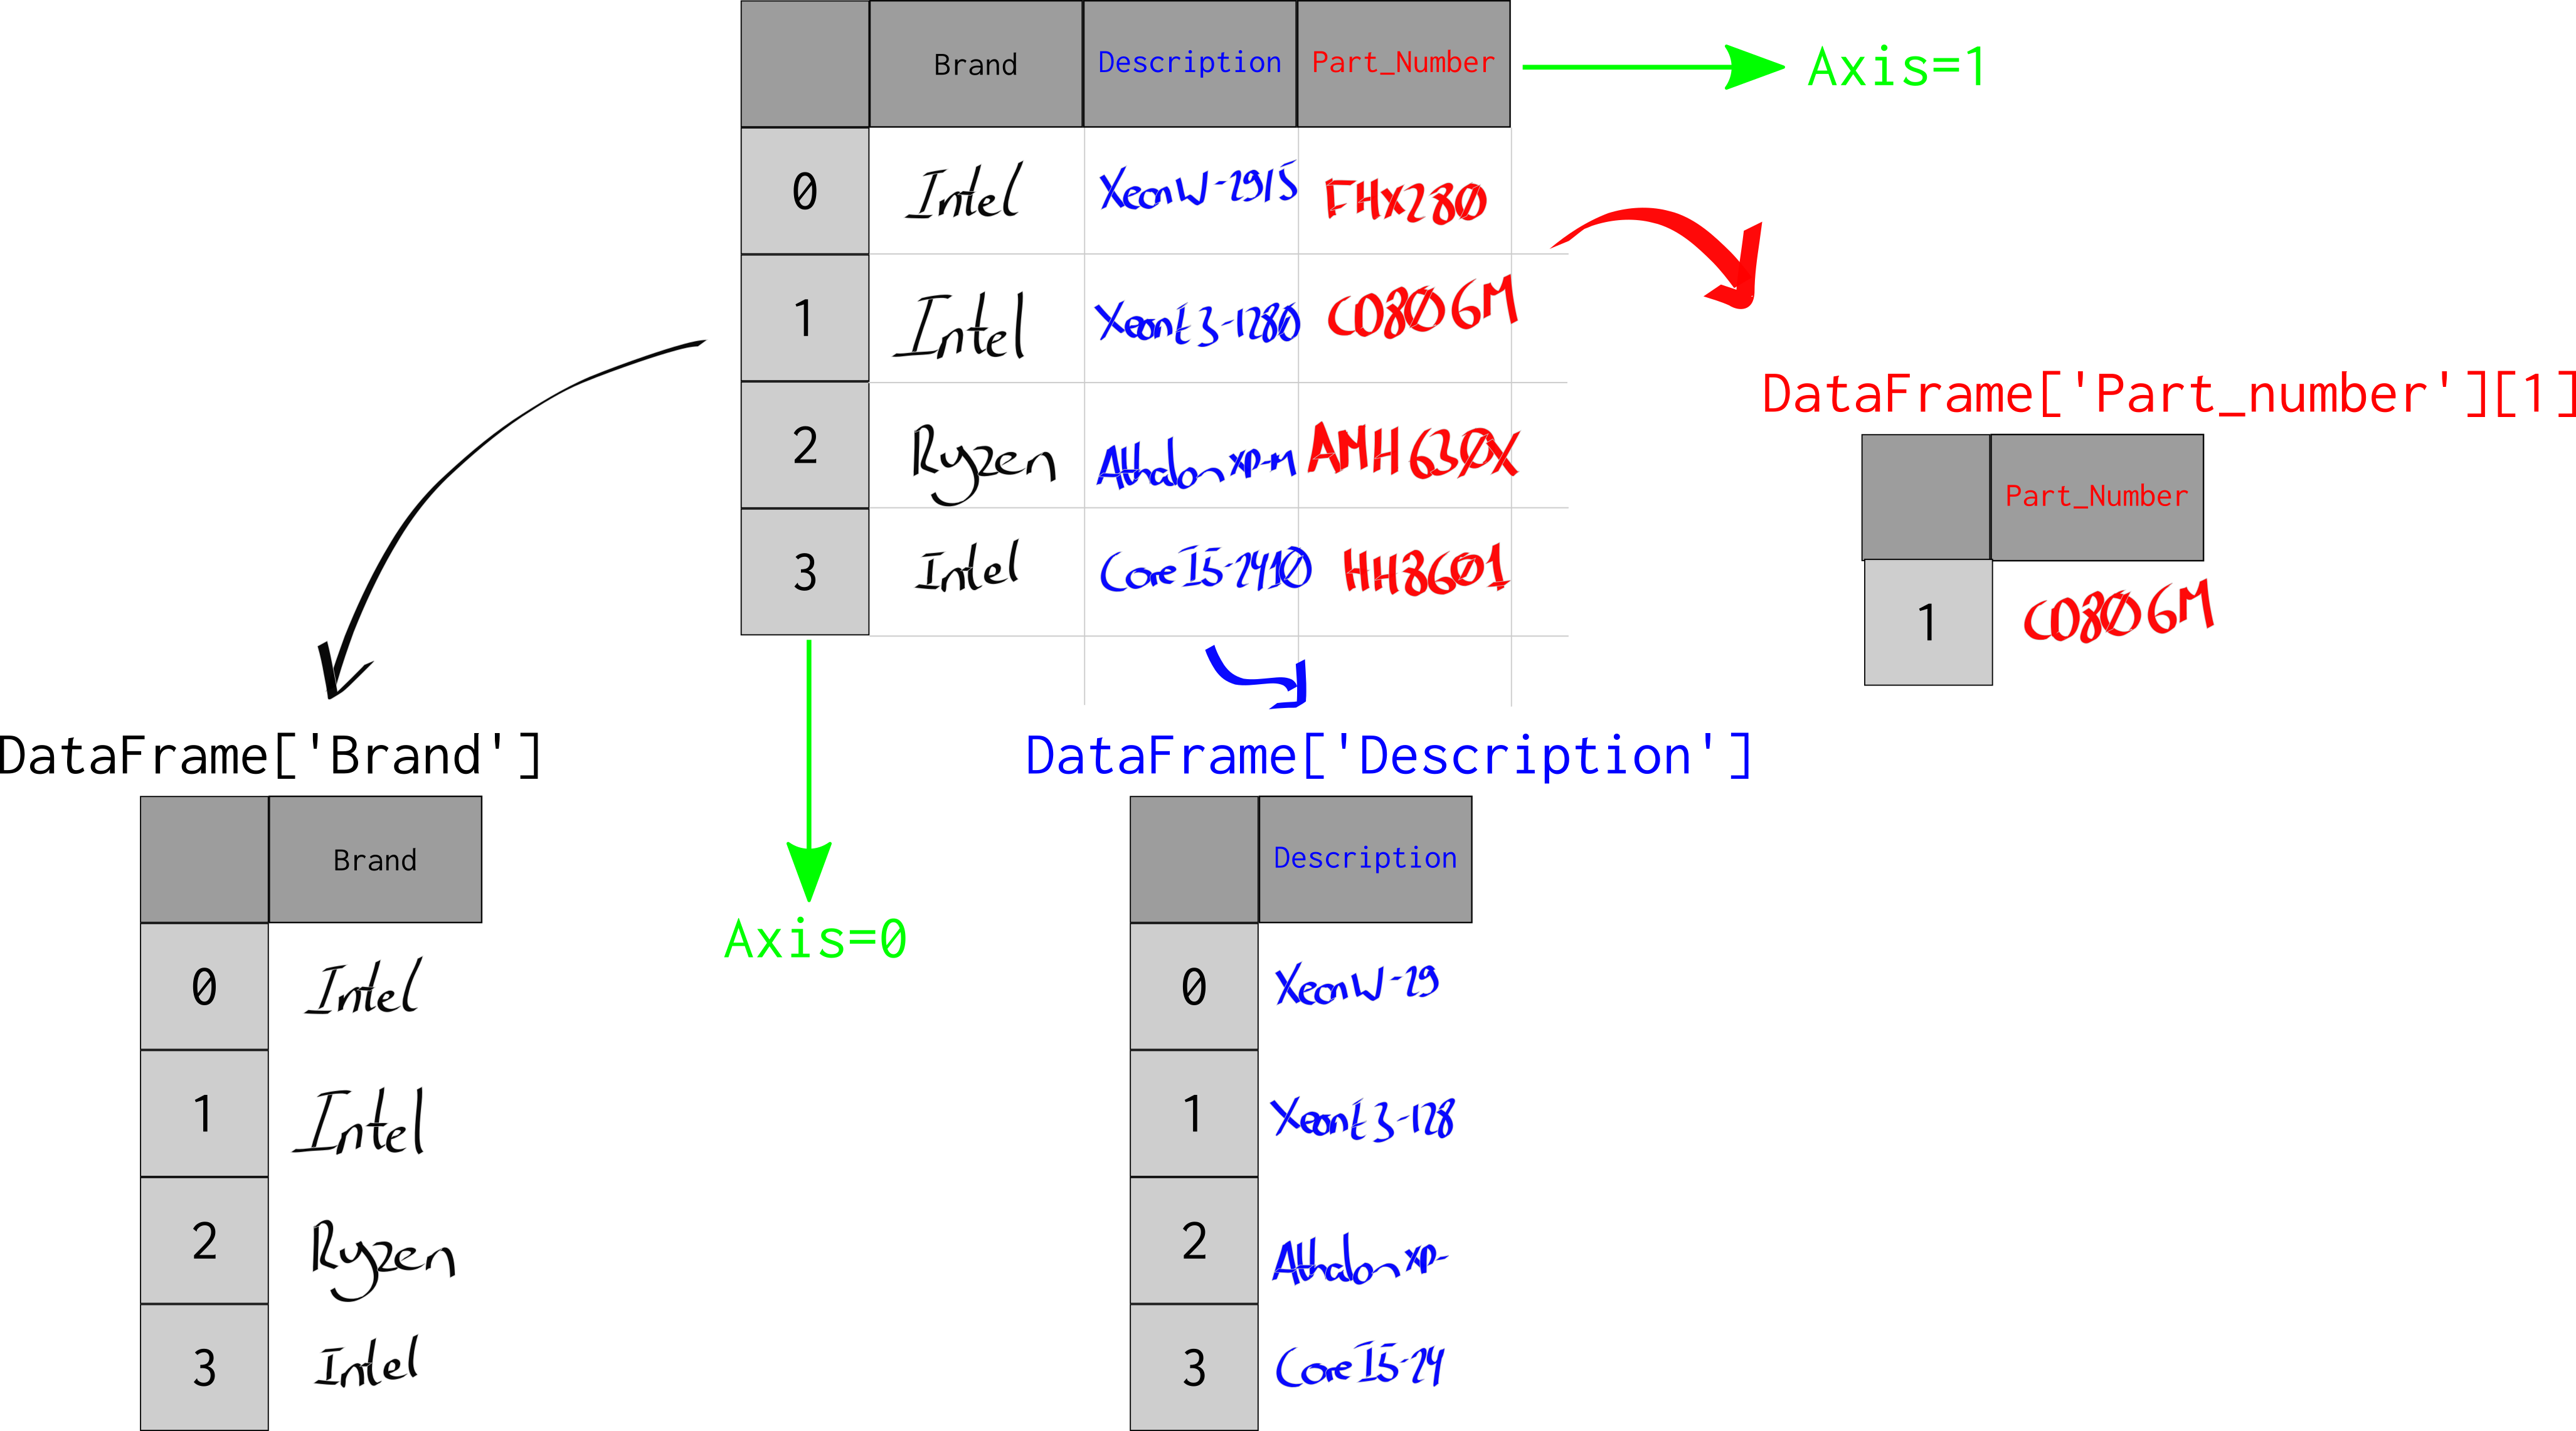 Brand Description Part_Number Axis=1
0 Intel XeonW-2915 FHX280
1 Intel XeonE3-1280 C0806M
2 Ryzen Athalon XP-M AMH630X
3 Intel Core I5-2410 HH8601
DataFrame['Part_number'][1]
Part_Number
1 C0806M
DataFrame['Brand']
Brand
0 Intel
1 Intel
2 Ryzen
3 Intel
Axis=0
DataFrame['Description']
Description
0 XeonW-29
1 XeonE3-128
2 Athalon XP-
3 Core I5-24